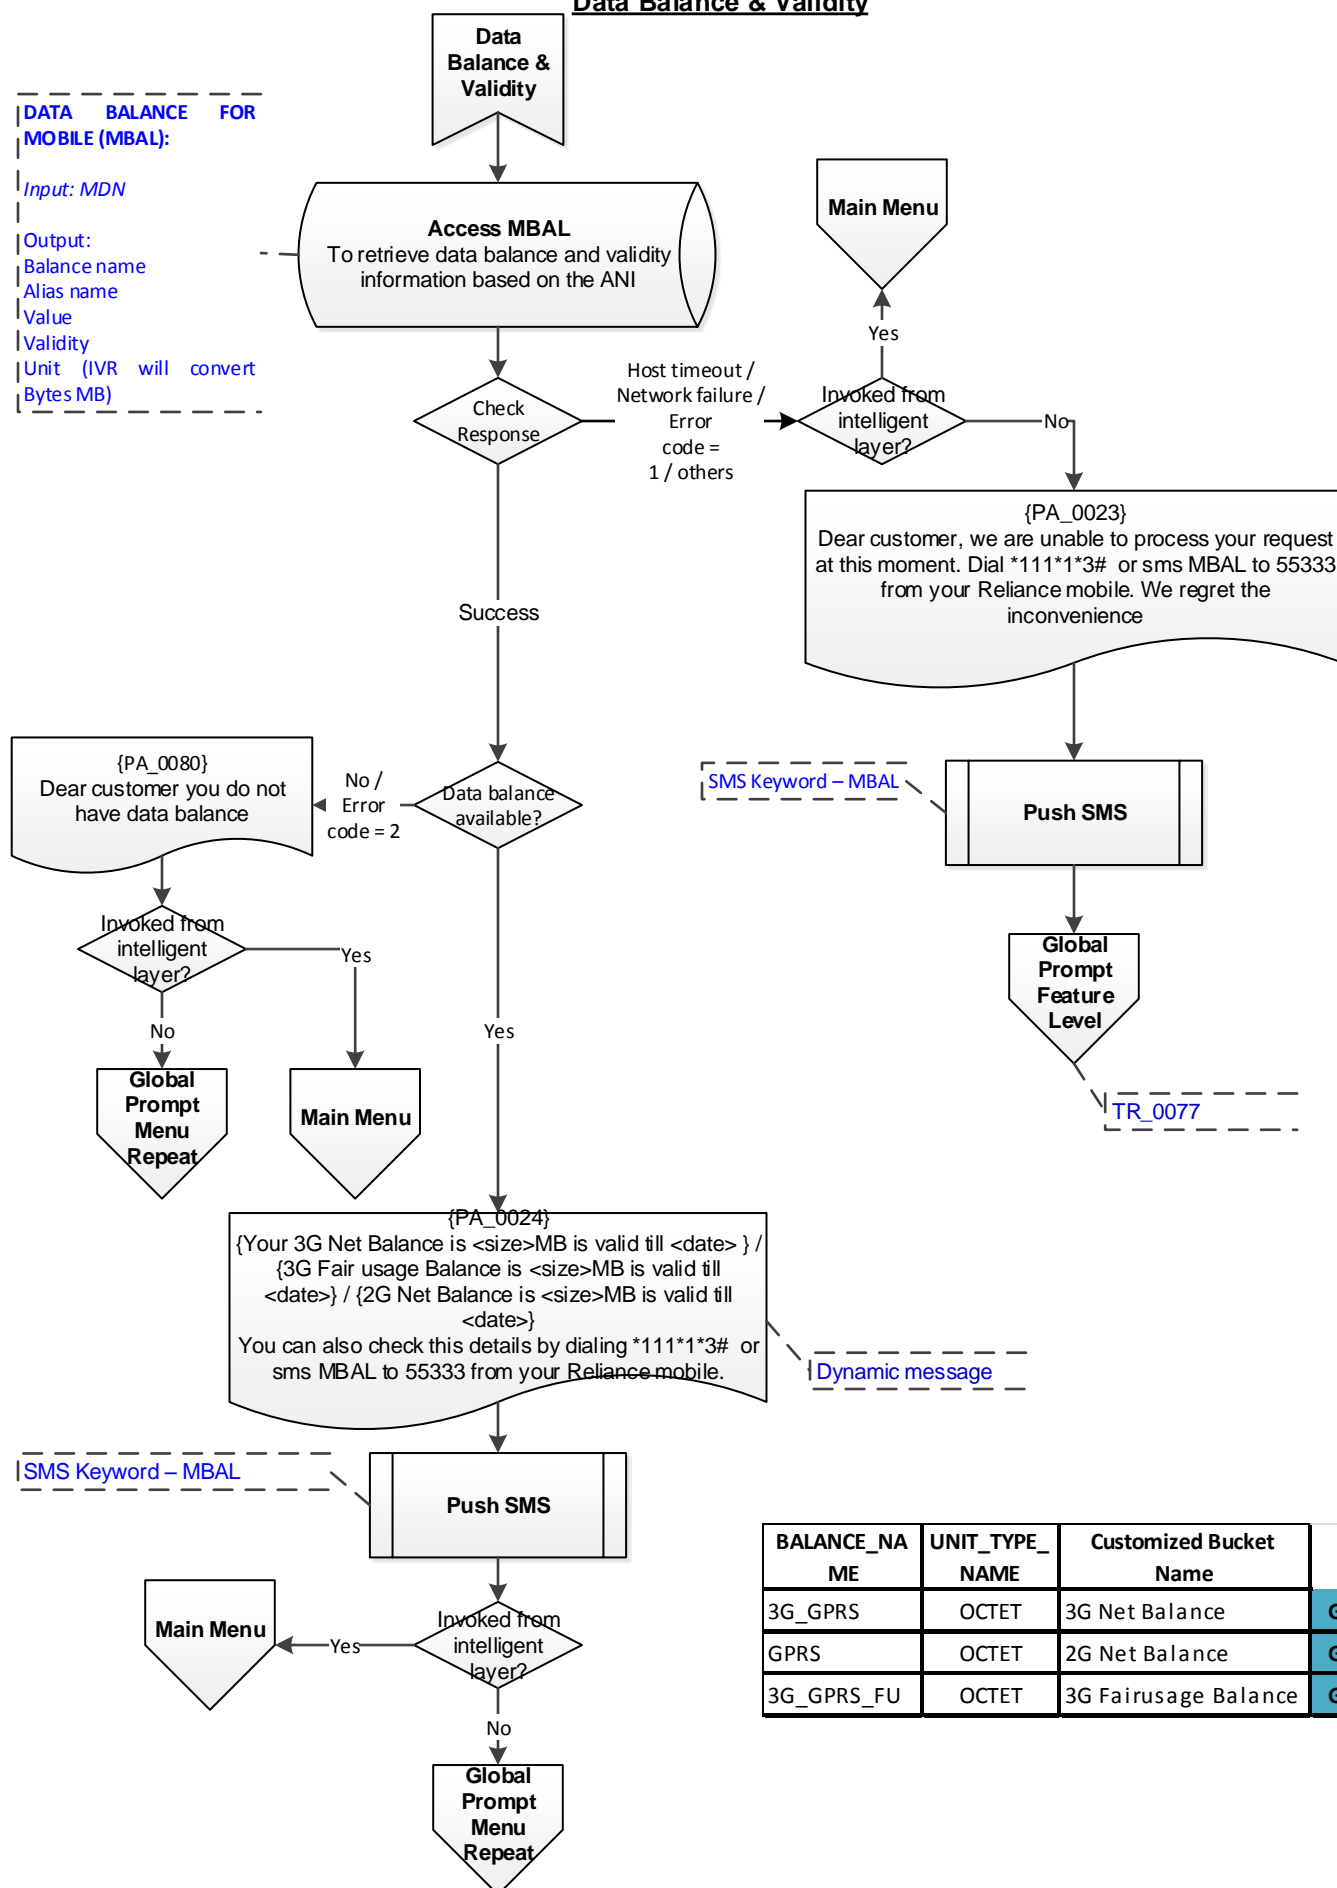 Data Balance & Validity
Data
Balance &
Validity
DATA BALANCE FOR
MOBILE (MBAL):
Input: MDN
Output:
Balance name
Alias name
Value
Validity
Unit (IVR will convert
Bytes MB)
Access MBAL
To retrieve data balance and validity
information based on the ANI
Main Menu
Yes
Check
Response
Host timeout /
Network failure /
Error
code =
1 / others
Invoked from
intelligent
layer?
No
{PA_0023}
Dear customer, we are unable to process your request
at this moment. Dial *111*1*3# or sms MBAL to 55333
from your Reliance mobile. We regret the
inconvenience
Success
{PA_0080}
Dear customer you do not
have data balance
No /
Error
code = 2
Data balance
available?
SMS Keyword – MBAL
Push SMS
Invoked from
intelligent
layer?
Yes
No
Yes
Global
Prompt
Feature
Level
Global
Prompt
Menu
Repeat
Main Menu
TR_0077
{PA_0024}
{Your 3G Net Balance is <size>MB is valid till <date> } /
{3G Fair usage Balance is <size>MB is valid till
<date>} / {2G Net Balance is <size>MB is valid till
<date>}
You can also check this details by dialing *111*1*3# or
sms MBAL to 55333 from your Reliance mobile.
Dynamic message
SMS Keyword – MBAL
Push SMS
Main Menu
Yes
Invoked from
intelligent
layer?
No
Global
Prompt
Menu
Repeat
BALANCE_NA
ME
UNIT_TYPE_
NAME
Customized Bucket
Name
3G_GPRS OCTET 3G Net Balance
GPRS OCTET 2G Net Balance
3G_GPRS_FU OCTET 3G Fairusage Balance